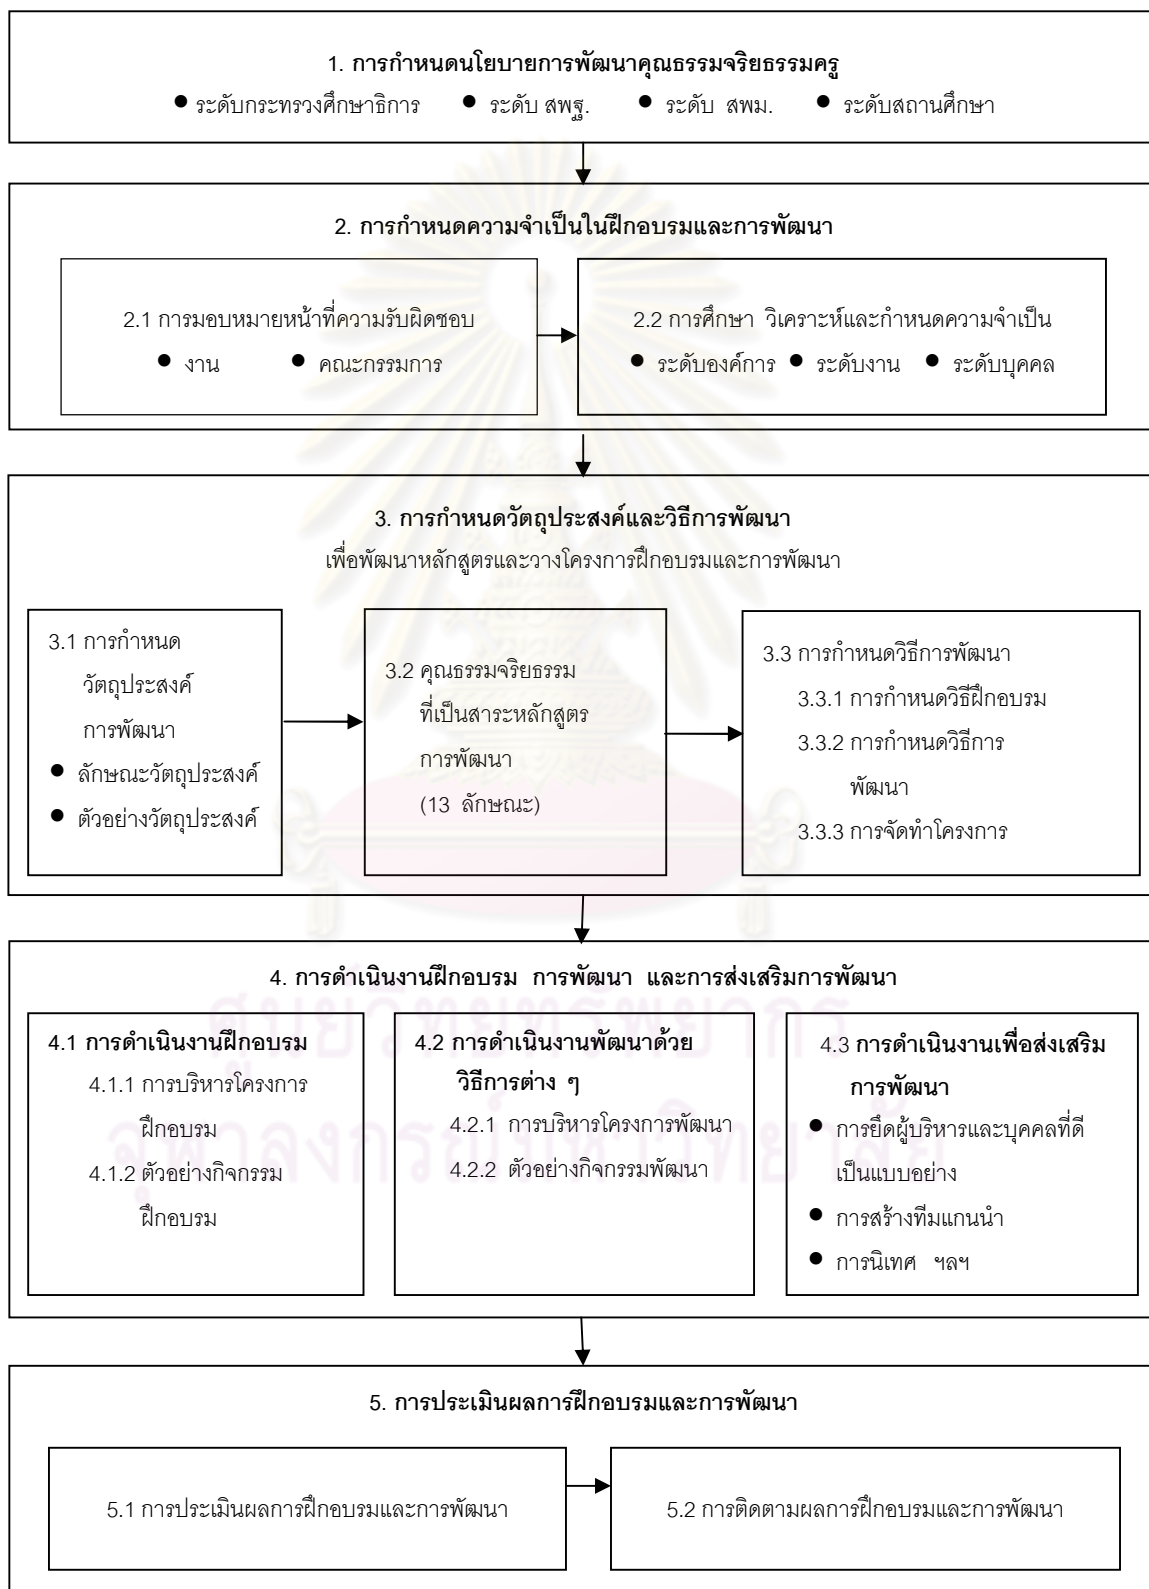 1. การกำหนดนโยบายการพัฒนาคุณธรรมจริยธรรมครู
● ระดับกระทรวงศึกษาธิการ ● ระดับ สพฐ. ● ระดับ สพม. ● ระดับสถานศึกษา
2. การกำหนดความจำเป็นในฝึกอบรมและการพัฒนา
2.1 การมอบหมายหน้าที่ความรับผิดชอบ
● งาน ● คณะกรรมการ
2.2 การศึกษา วิเคราะห์และกำหนดความจำเป็น
● ระดับองค์การ ● ระดับงาน ● ระดับบุคคล
3. การกำหนดวัตถุประสงค์และวิธีการพัฒนา
เพื่อพัฒนาหลักสูตรและวางโครงการฝึกอบรมและการพัฒนา
3.1 การกำหนด
วัตถุประสงค์
การพัฒนา
● ลักษณะวัตถุประสงค์
● ตัวอย่างวัตถุประสงค์
3.2 คุณธรรมจริยธรรม
ที่เป็นสาระหลักสูตร
การพัฒนา
(13 ลักษณะ)
3.3 การกำหนดวิธีการพัฒนา
3.3.1 การกำหนดวิธีฝึกอบรม
3.3.2 การกำหนดวิธีการ
พัฒนา
3.3.3 การจัดทำโครงการ
4. การดำเนินงานฝึกอบรม การพัฒนา และการส่งเสริมการพัฒนา
4.1 การดำเนินงานฝึกอบรม
4.1.1 การบริหารโครงการ
ฝึกอบรม
4.1.2 ตัวอย่างกิจกรรม
ฝึกอบรม
4.2 การดำเนินงานพัฒนาด้วย
วิธีการต่าง ๆ
4.2.1 การบริหารโครงการพัฒนา
4.2.2 ตัวอย่างกิจกรรมพัฒนา
4.3 การดำเนินงานเพื่อส่งเสริม
การพัฒนา
● การยึดผู้บริหารและบุคคลที่ดี
เป็นแบบอย่าง
● การสร้างทีมแกนนำ
● การนิเทศ ฯลฯ
ศูนย์วิทยทรัพยากร
จุฬาลงกรณ์มหาวิทยาลัย
5. การประเมินผลการฝึกอบรมและการพัฒนา
5.1 การประเมินผลการฝึกอบรมและการพัฒนา
5.2 การติดตามผลการฝึกอบรมและการพัฒนา